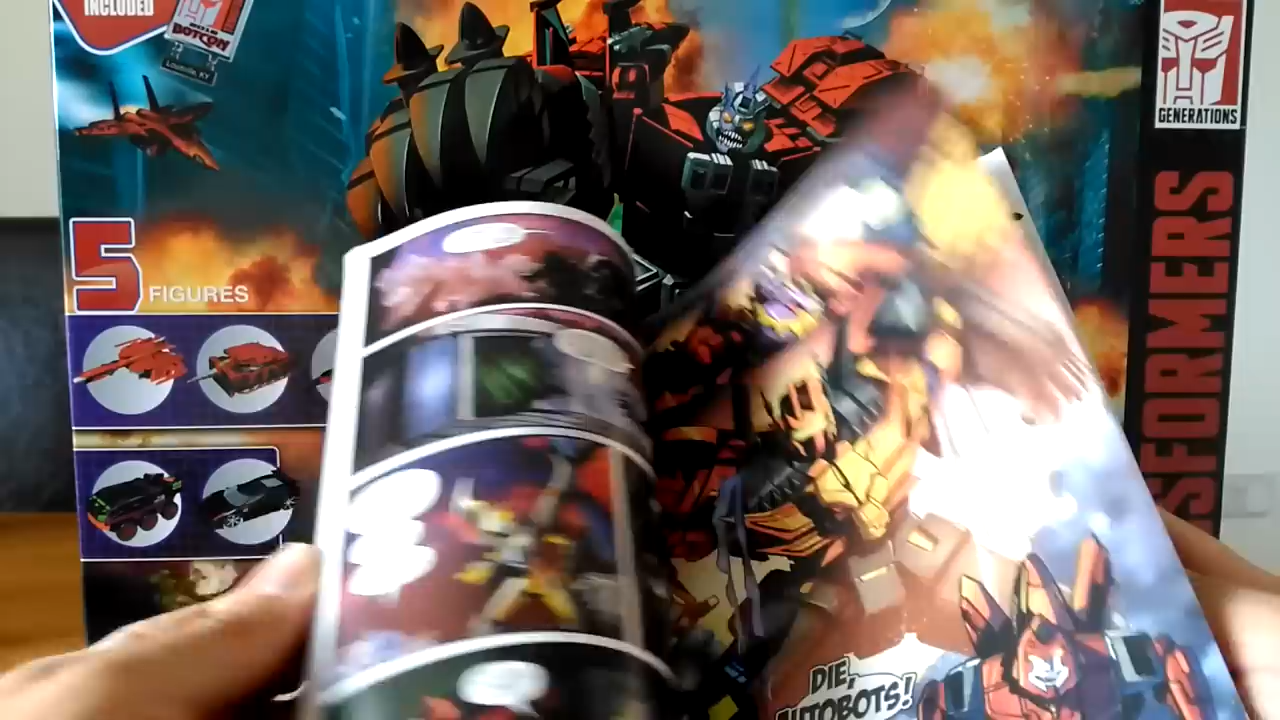 INCLUDED
BOTCON
Louisville, KY
5 FIGURES
GENERATIONS
SFORMERS
DIE,
AUTOBOTS!